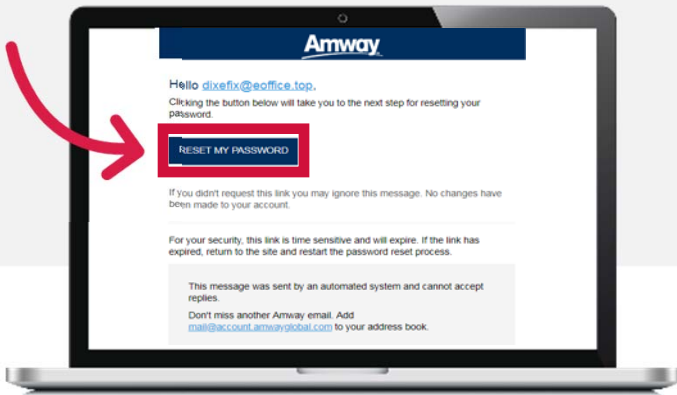 Amway
Hello dixefix@eoffice.top,
Clicking the button below will take you to the next step for resetting your
password.
RESET MY PASSWORD
If you didn't request this link you may ignore this message. No changes have
been made to your account.
For your security, this link is time sensitive and will expire. If the link has
expired, return to the site and restart the password reset process.
This message was sent by an automated system and cannot accept
replies.
Don't miss another Amway email. Add
mail@account.amwayglobal.com to your address book.